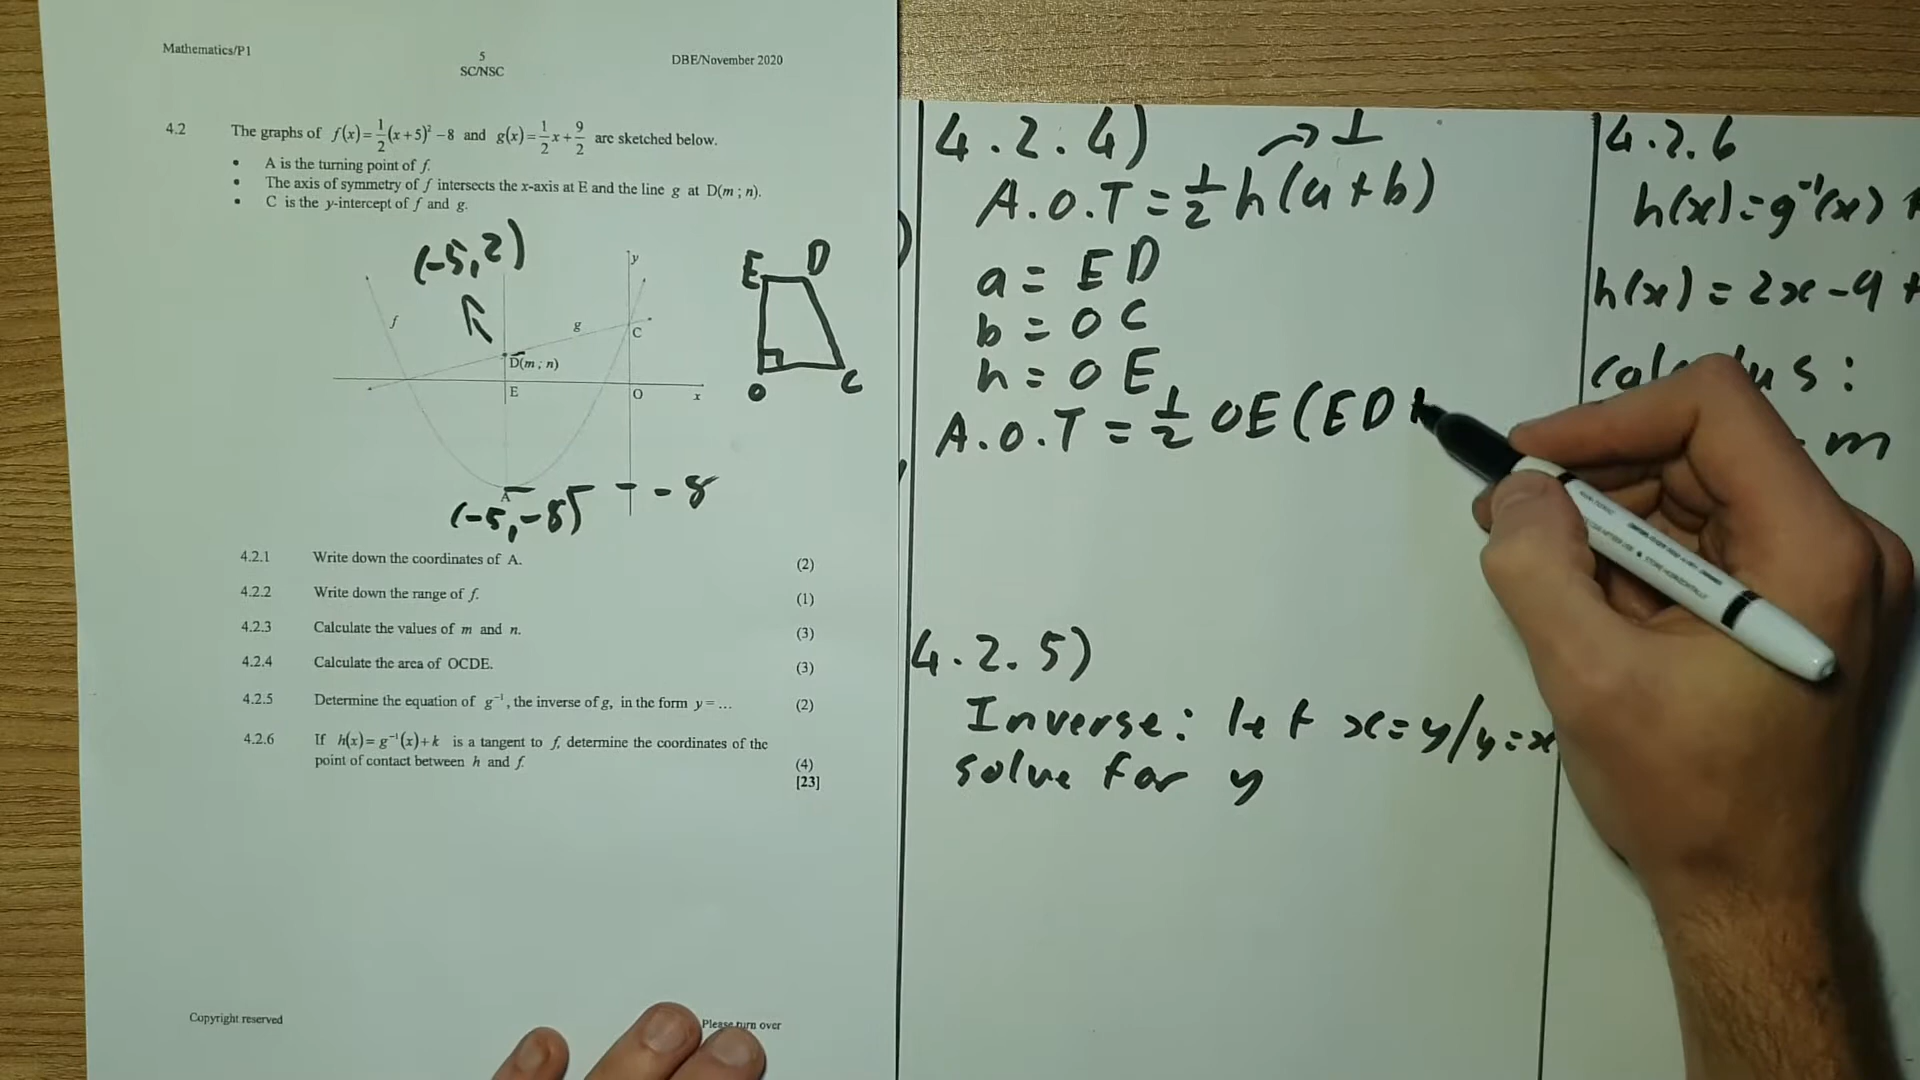 Mathematics/P1
5
SC/NSC
DBE/November 2020
4.2 The graphs of f(x)=½(x+5)²−8 and g(x)=½x+9/2 are sketched below.
• A is the turning point of f.
• The axis of symmetry of f intersects the x-axis at E and the line g at D(m ; n).
• C is the y-intercept of f and g.
(-5,2)
E D
O C
y
f
g
C
D(m ; n)
E
O
x
A
(-5,-8)
-8
4.2.1 Write down the coordinates of A. (2)
4.2.2 Write down the range of f. (1)
4.2.3 Calculate the values of m and n. (3)
4.2.4 Calculate the area of OCDE. (3)
4.2.5 Determine the equation of g⁻¹, the inverse of g, in the form y = … (2)
4.2.6 If h(x)= g⁻¹(x)+k is a tangent to f, determine the coordinates of the
point of contact between h and f. (4)
[23]
Copyright reserved
Please turn over
4.2.4)
→⊥
A.O.T = ½h(a+b)
a = ED
b = OC
h = OE
A.O.T = ½ OE(ED
4.2.5)
Inverse: let x=y/y=x
solve for y
4.2.6
h(x)=g⁻¹(x)
h(x) = 2x-9 +
m